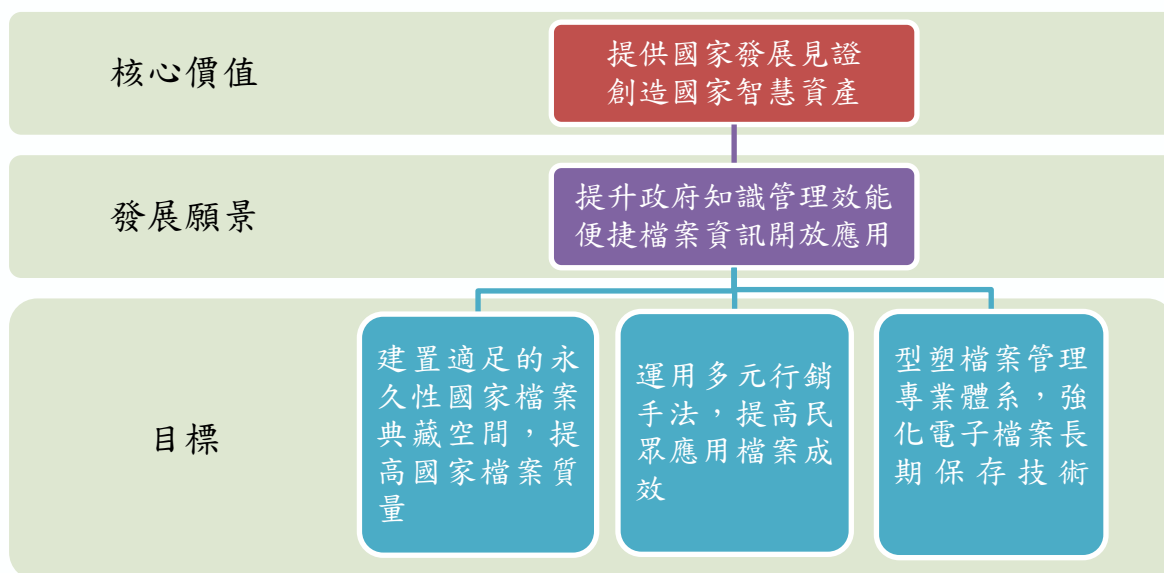 核心價值
提供國家發展見證
創造國家智慧資產
發展願景
提升政府知識管理效能
便捷檔案資訊開放應用
目標
建置適足的永
久性國家檔案
典藏空間，提
高國家檔案質
量
運用多元行銷
手法，提高民
眾應用檔案成
效
型塑檔案管理
專業體系，強
化電子檔案長
期保存技術